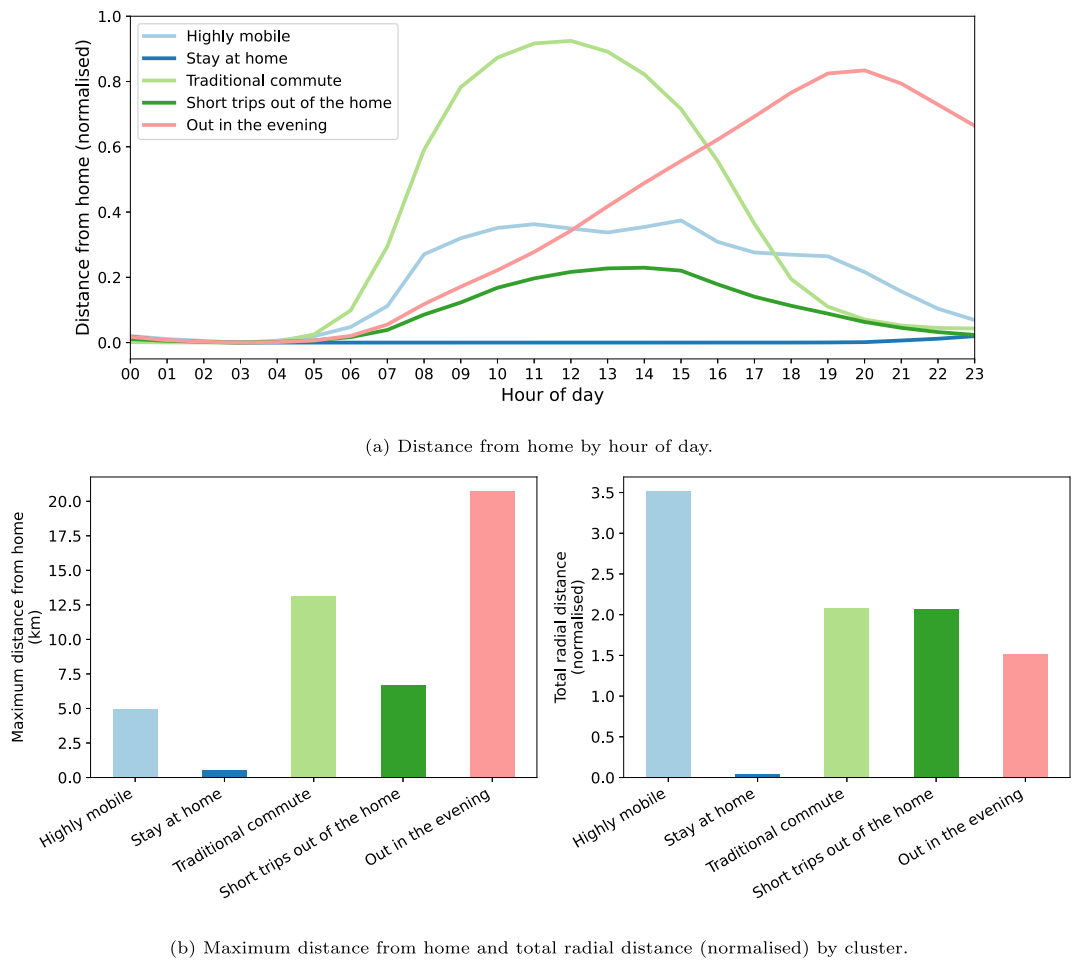 1.0
0.8
0.6
0.4
0.2
0.0
Distance from home (normalised)
Highly mobile
Stay at home
Traditional commute
Short trips out of the home
Out in the evening
00 01 02 03 04 05 06 07 08 09 10 11 12 13 14 15 16 17 18 19 20 21 22 23
Hour of day
(a) Distance from home by hour of day.
20.0
17.5
15.0
12.5
10.0
7.5
5.0
2.5
0.0
Maximum distance from home
(km)
Highly mobile
Stay at home
Traditional commute
Short trips out of the home
Out in the evening
3.5
3.0
2.5
2.0
1.5
1.0
0.5
0.0
Total radial distance
(normalised)
Highly mobile
Stay at home
Traditional commute
Short trips out of the home
Out in the evening
(b) Maximum distance from home and total radial distance (normalised) by cluster.